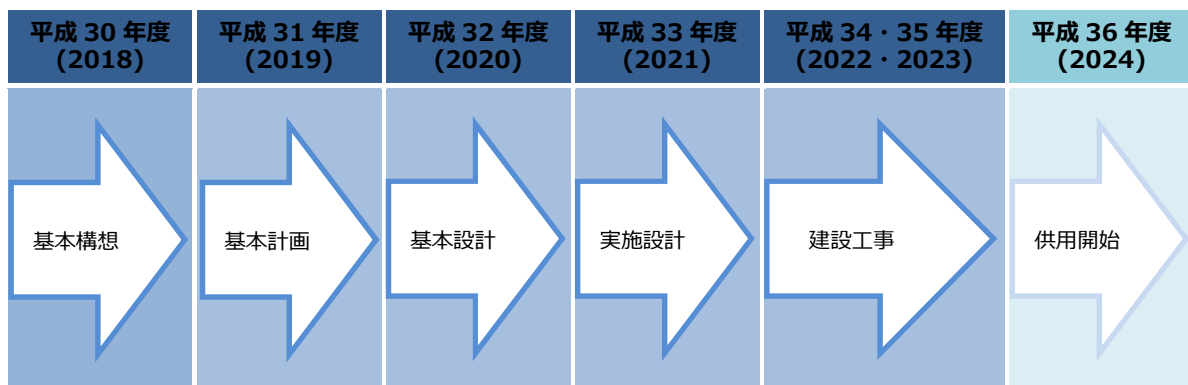 平成 30 年度
(2018)
平成 31 年度
(2019)
平成 32 年度
(2020)
平成 33 年度
(2021)
平成 34・35 年度
(2022・2023)
平成 36 年度
(2024)
基本構想
基本計画
基本設計
実施設計
建設工事
供用開始